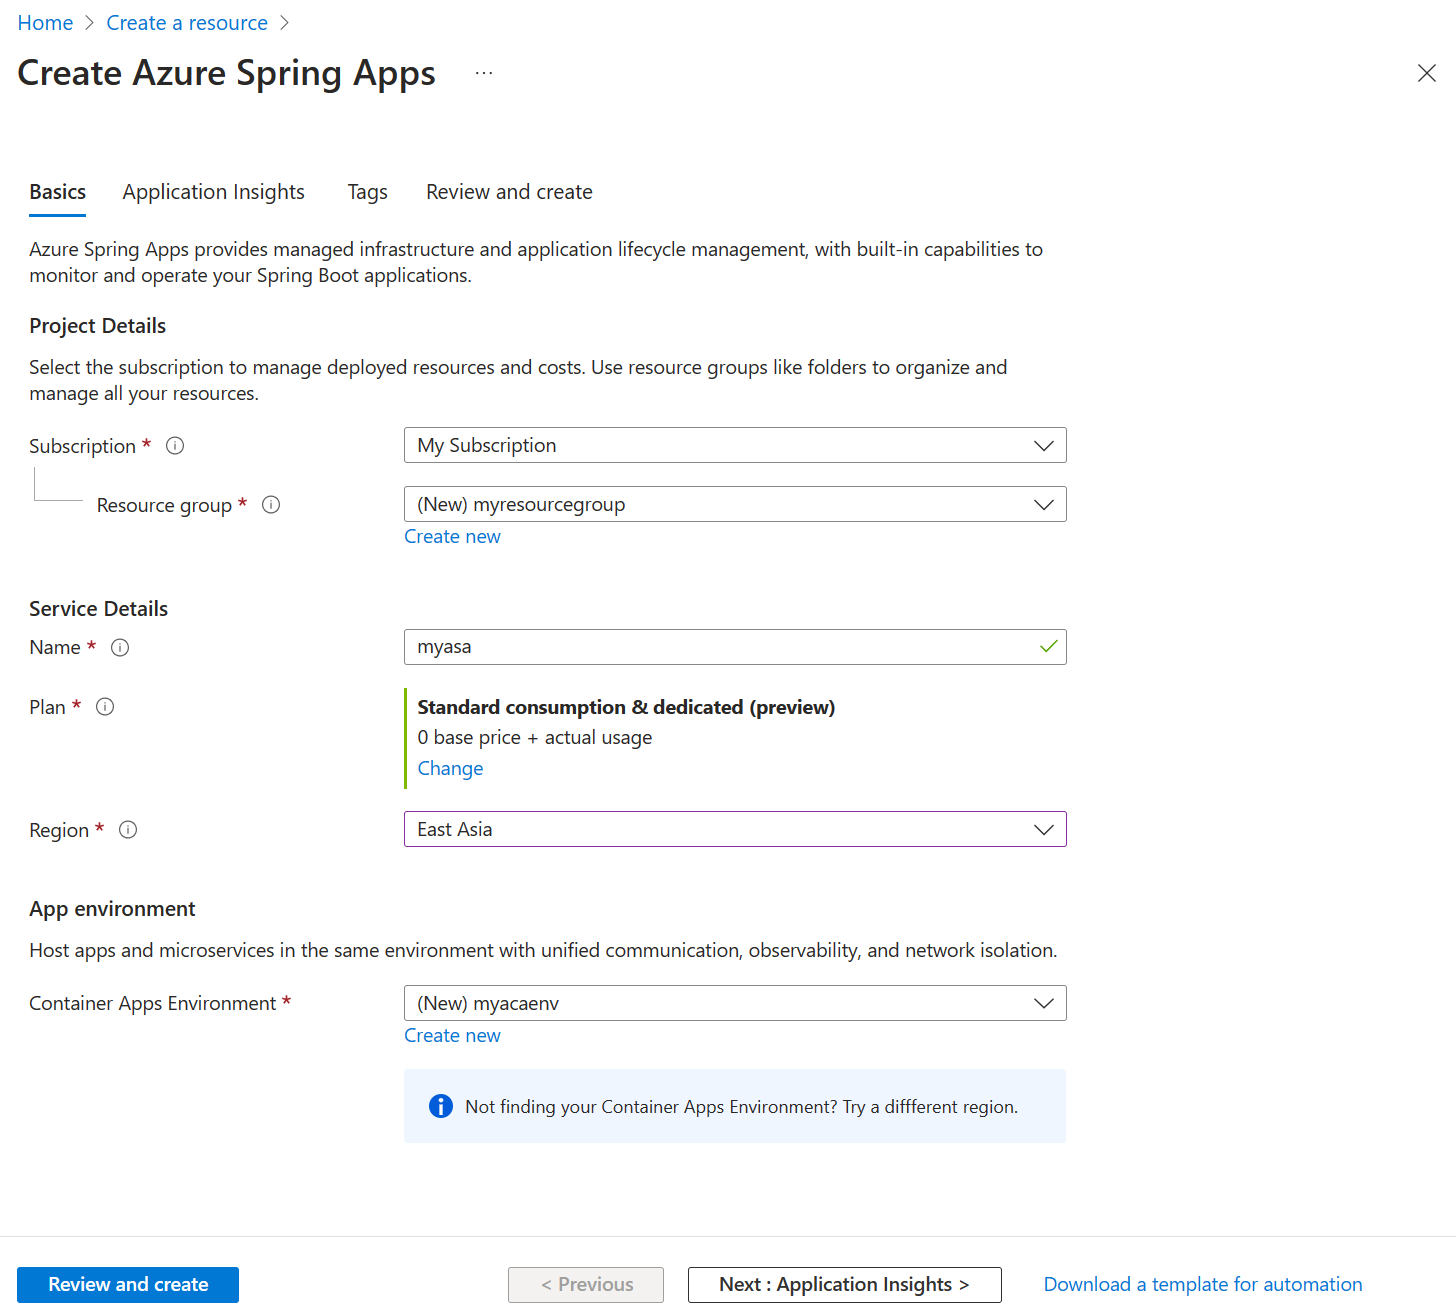 Home > Create a resource >
Create Azure Spring Apps ...
Basics Application Insights Tags Review and create
Azure Spring Apps provides managed infrastructure and application lifecycle management, with built-in capabilities to
monitor and operate your Spring Boot applications.
Project Details
Select the subscription to manage deployed resources and costs. Use resource groups like folders to organize and
manage all your resources.
Subscription * My Subscription
Resource group * (New) myresourcegroup
Create new
Service Details
Name * myasa
Plan * Standard consumption & dedicated (preview)
0 base price + actual usage
Change
Region * East Asia
App environment
Host apps and microservices in the same environment with unified communication, observability, and network isolation.
Container Apps Environment * (New) myacaenv
Create new
Not finding your Container Apps Environment? Try a diffferent region.
Review and create < Previous Next : Application Insights > Download a template for automation